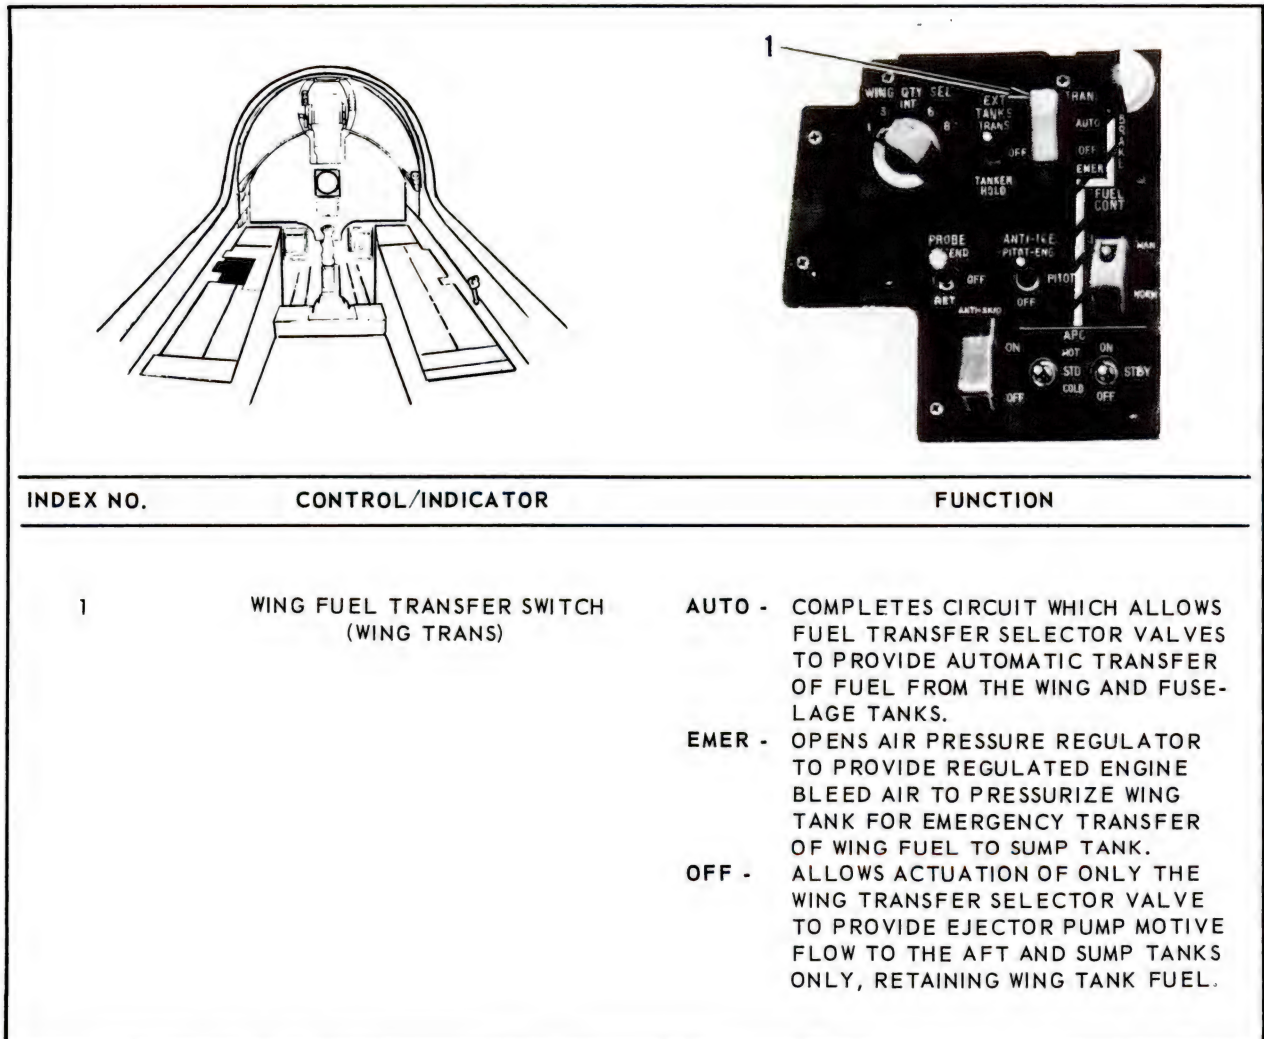 1
WING QTY SEL
INT
3
6
1
8
EXT
TANKS
TRANS
OFF
TANKER
HOLD
TRANS
AUTO
OFF
EMER
BRAKE
FUEL
CONT
MAN
NORM
PROBE
OFF
RET
ANTI-ICE
PITOT-ENG
PITOT
OFF
ANTI-SKID
ON
OFF
APC
HOT
STD
COLD
ON
STBY
OFF
INDEX NO. CONTROL/INDICATOR FUNCTION
1 WING FUEL TRANSFER SWITCH AUTO - COMPLETES CIRCUIT WHICH ALLOWS
(WING TRANS) FUEL TRANSFER SELECTOR VALVES
TO PROVIDE AUTOMATIC TRANSFER
OF FUEL FROM THE WING AND FUSE-
LAGE TANKS.
EMER - OPENS AIR PRESSURE REGULATOR
TO PROVIDE REGULATED ENGINE
BLEED AIR TO PRESSURIZE WING
TANK FOR EMERGENCY TRANSFER
OF WING FUEL TO SUMP TANK.
OFF - ALLOWS ACTUATION OF ONLY THE
WING TRANSFER SELECTOR VALVE
TO PROVIDE EJECTOR PUMP MOTIVE
FLOW TO THE AFT AND SUMP TANKS
ONLY, RETAINING WING TANK FUEL.